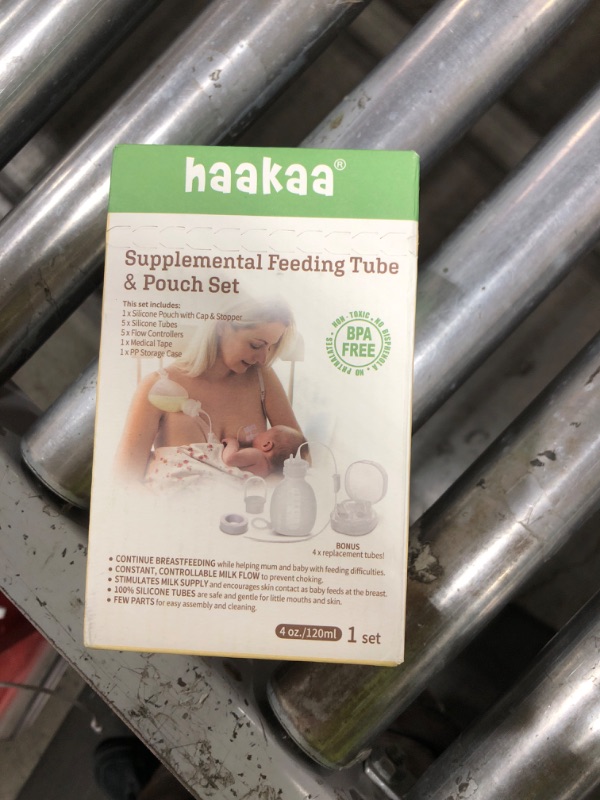 haakaa®
Supplemental Feeding Tube
& Pouch Set
This set includes:
1 x Silicone Pouch with Cap & Stopper
5 x Silicone Tubes
5 x Flow Controllers
1 x Medical Tape
1 x PP Storage Case
NON-TOXIC • NO BISPHENOLA • NO PHTHALATES •
BPA
FREE
BONUS
4 x replacement tubes!
• CONTINUE BREASTFEEDING while helping mum and baby with feeding difficulties.
• CONSTANT, CONTROLLABLE MILK FLOW to prevent choking.
• STIMULATES MILK SUPPLY and encourages skin contact as baby feeds at the breast.
• 100% SILICONE TUBES are safe and gentle for little mouths and skin.
• FEW PARTS for easy assembly and cleaning.
4 oz./120ml 1 set